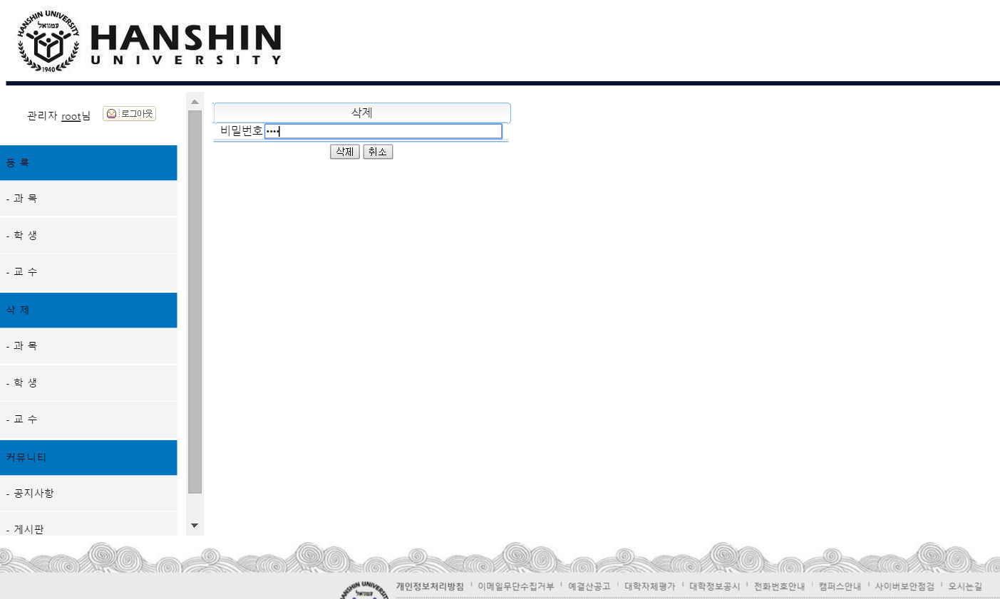 HANSHIN UNIVERSITY
עמנואל
1940
HANSHIN
UNIVERSITY
관리자 root님
로그아웃
등 록
- 과 목
- 학 생
- 교 수
삭 제
- 과 목
- 학 생
- 교 수
커뮤니티
- 공지사항
- 게시판
삭제
비밀번호 ••••
삭제 취소
HANSHIN UNIVERSITY
עמנואל
개인정보처리방침 이메일무단수집거부 예결산공고 대학자체평가 대학정보공시 전화번호안내 캠퍼스안내 사이버보안점검 오시는길